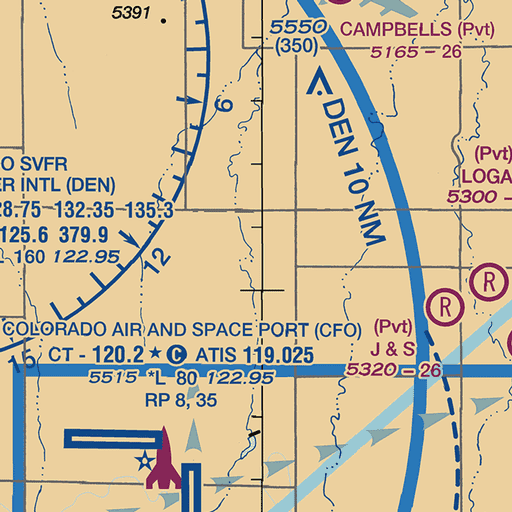 5391
5550
(350)
CAMPBELLS (Pvt)
5165 - 26
6
DEN 10 NM
O SVFR
ER INTL (DEN)
28.75 132.35 135.3
125.6 379.9
L 160 122.95
12
(Pvt)
LOGA
5300 -
R
R
COLORADO AIR AND SPACE PORT (CFO)
CT - 120.2 ★ C ATIS 119.025
5515 *L 80 122.95
RP 8, 35
15
(Pvt)
J & S
5320 - 26